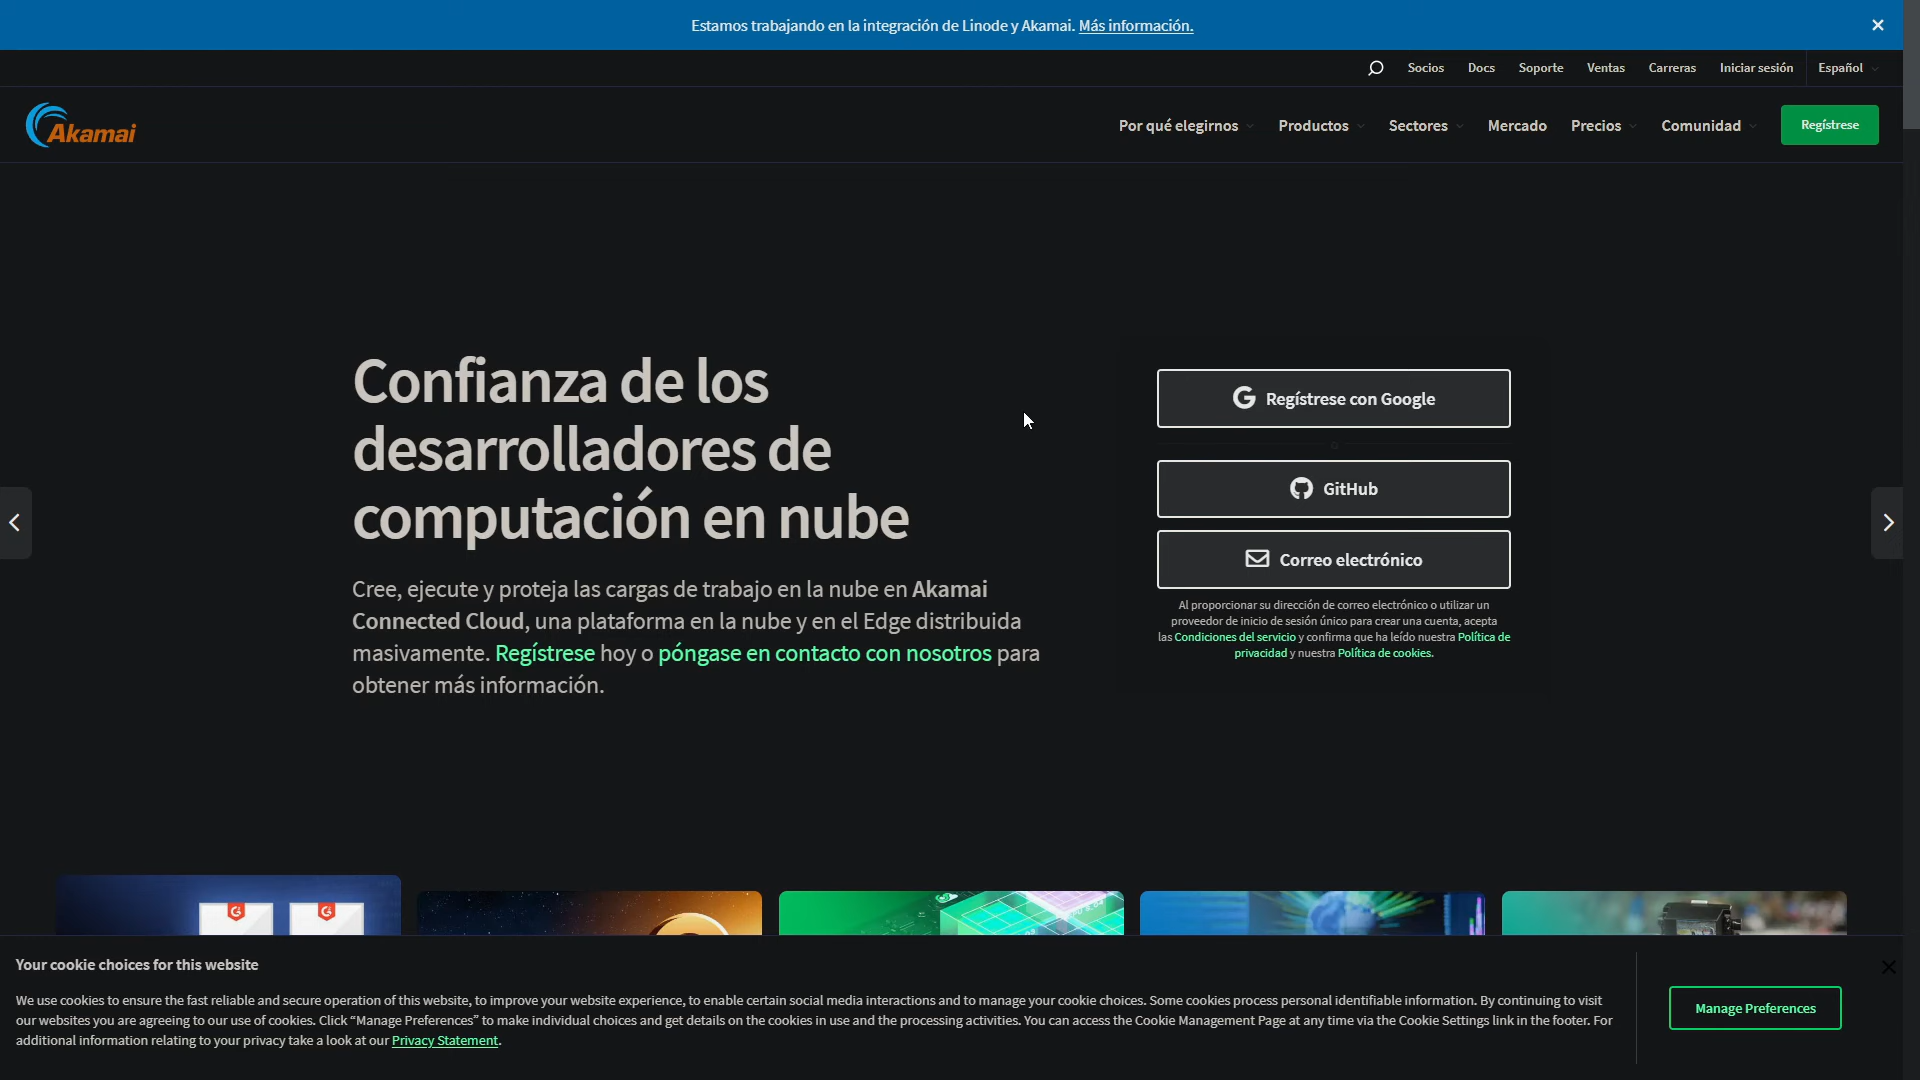 Estamos trabajando en la integración de Linode y Akamai. Más información.
Socios Docs Soporte Ventas Carreras Iniciar sesión Español
Akamai
Por qué elegirnos Productos Sectores Mercado Precios Comunidad Regístrese
Confianza de los
desarrolladores de
computación en nube
Cree, ejecute y proteja las cargas de trabajo en la nube en Akamai
Connected Cloud, una plataforma en la nube y en el Edge distribuida
masivamente. Regístrese hoy o póngase en contacto con nosotros para
obtener más información.
Regístrese con Google
GitHub
Correo electrónico
Al proporcionar su dirección de correo electrónico o utilizar un
proveedor de inicio de sesión único para crear una cuenta, acepta
las Condiciones del servicio y confirma que ha leído nuestra Política de
privacidad y nuestra Política de cookies.
Your cookie choices for this website
We use cookies to ensure the fast reliable and secure operation of this website, to improve your website experience, to enable certain social media interactions and to manage your cookie choices. Some cookies process personal identifiable information. By continuing to visit
our websites you are agreeing to our use of cookies. Click “Manage Preferences” to make individual choices and get details on the cookies in use and the processing activities. You can access the Cookie Management Page at any time via the Cookie Settings link in the footer. For
additional information relating to your privacy take a look at our Privacy Statement.
Manage Preferences